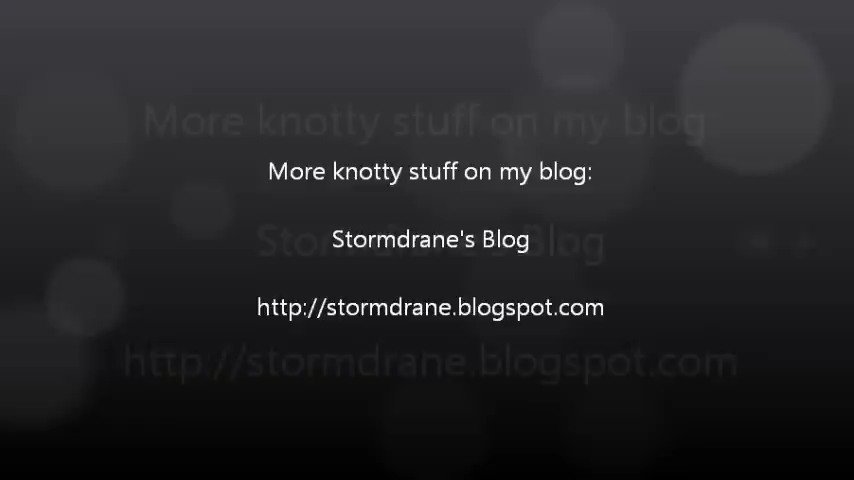 More knotty stuff on my blog:
Stormdrane's Blog
http://stormdrane.blogspot.com